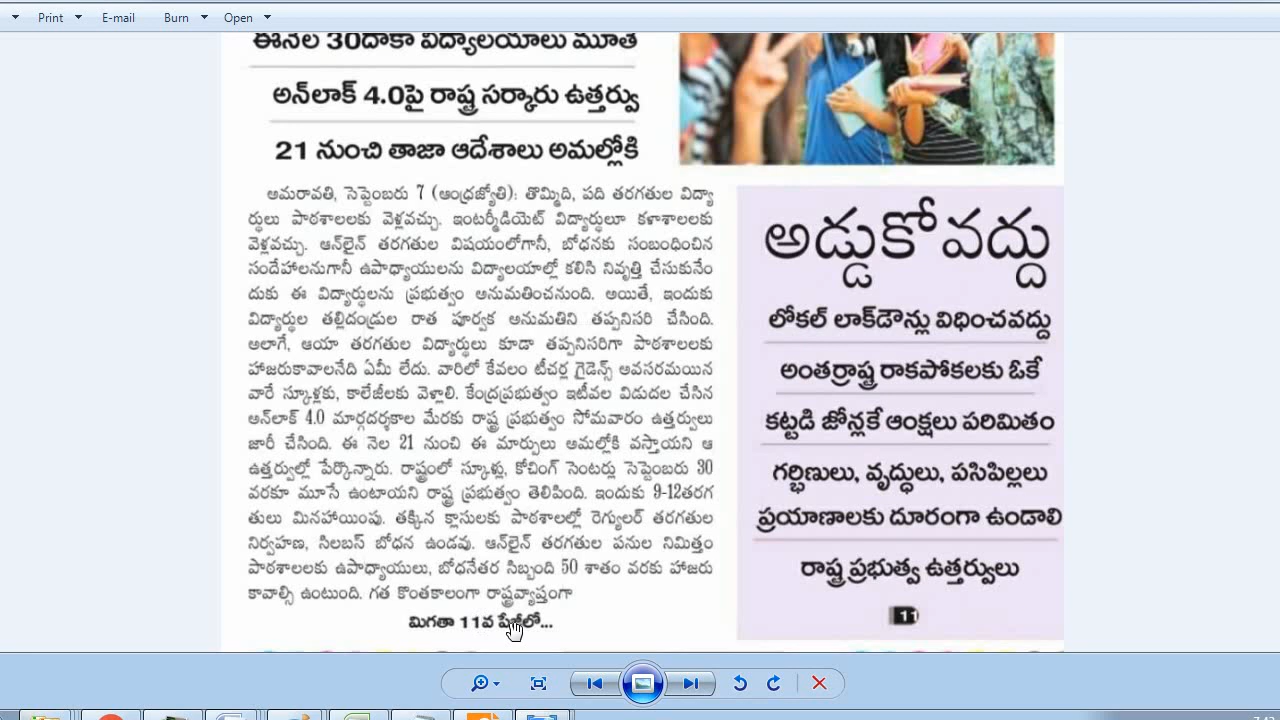 Print
E-mail
Burn
Open
ఈనెల 30దాకా విద్యాలయాలు మూత
అన్‌లాక్ 4.0పై రాష్ట్ర సర్కారు ఉత్తర్వు
21 నుంచి తాజా ఆదేశాలు అమల్లోకి
అమరావతి, సెప్టెంబరు 7 (ఆంధ్రజ్యోతి): తొమ్మిది, పది తరగతుల విద్యా
ర్థులు పాఠశాలలకు వెళ్లవచ్చు. ఇంటర్మీడియెట్ విద్యార్థులూ కళాశాలలకు
వెళ్లవచ్చు. ఆన్‌లైన్ తరగతుల విషయంలోగానీ, బోధనకు సంబంధించిన
సందేహాలనుగానీ ఉపాధ్యాయులను విద్యాలయాల్లో కలిసి నివృత్తి చేసుకునేం
దుకు ఈ విద్యార్థులను ప్రభుత్వం అనుమతించనుంది. అయితే, ఇందుకు
విద్యార్థుల తల్లిదండ్రుల రాత పూర్వక అనుమతిని తప్పనిసరి చేసింది.
అలాగే, ఆయా తరగతుల విద్యార్థులు కూడా తప్పనిసరిగా పాఠశాలలకు
హాజరుకావాలనేది ఏమీ లేదు. వారిలో కేవలం టీచర్ల గైడెన్స్ అవసరమయిన
వారే స్కూళ్లకు, కాలేజీలకు వెళ్లాలి. కేంద్రప్రభుత్వం ఇటీవల విడుదల చేసిన
అన్‌లాక్ 4.0 మార్గదర్శకాల మేరకు రాష్ట్ర ప్రభుత్వం సోమవారం ఉత్తర్వులు
జారీ చేసింది. ఈ నెల 21 నుంచి ఈ మార్పులు అమల్లోకి వస్తాయని ఆ
ఉత్తర్వుల్లో పేర్కొన్నారు. రాష్ట్రంలో స్కూళ్లు, కోచింగ్ సెంటర్లు సెప్టెంబరు 30
వరకూ మూసే ఉంటాయని రాష్ట్ర ప్రభుత్వం తెలిపింది. ఇందుకు 9-12తరగ
తులు మినహాయింపు. తక్కిన క్లాసులకు పాఠశాలల్లో రెగ్యులర్ తరగతుల
నిర్వహణ, సిలబస్ బోధన ఉండవు. ఆన్‌లైన్ తరగతుల పనుల నిమిత్తం
పాఠశాలలకు ఉపాధ్యాయులు, బోధనేతర సిబ్బంది 50 శాతం వరకు హాజరు
కావాల్సి ఉంటుంది. గత కొంతకాలంగా రాష్ట్రవ్యాప్తంగా
మిగతా 11వ పేజీలో...
అడ్డుకోవద్దు
లోకల్ లాక్‌డౌన్లు విధించవద్దు
అంతర్రాష్ట్ర రాకపోకలకు ఓకే
కట్టడి జోన్లకే ఆంక్షలు పరిమితం
గర్భిణులు, వృద్ధులు, పసిపిల్లలు
ప్రయాణాలకు దూరంగా ఉండాలి
రాష్ట్ర ప్రభుత్వ ఉత్తర్వులు
11